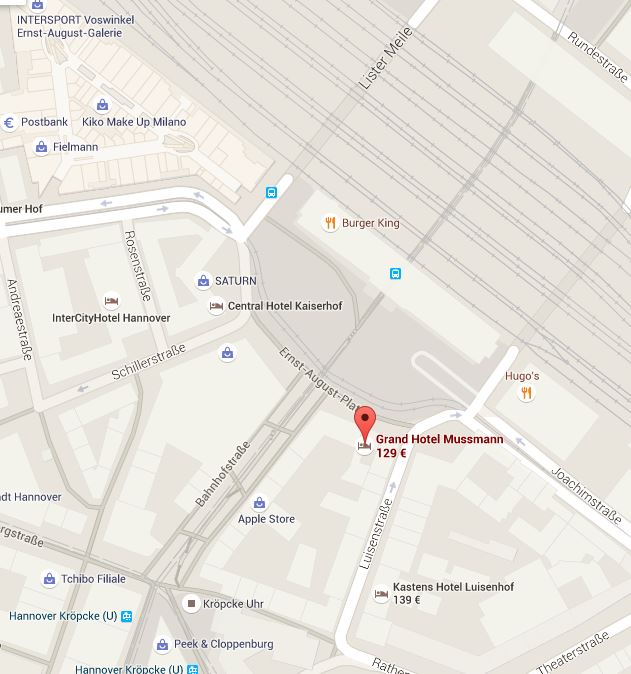 INTERSPORT Voswinkel
Ernst-August-Galerie
Lister Meile
Rundestraße
Postbank
Kiko Make Up Milano
Fielmann
umer Hof
Burger King
Rosenstraße
SATURN
Andreaestraße
InterCityHotel Hannover
Central Hotel Kaiserhof
Schillerstraße
Ernst-August-Platz
Hugo's
Grand Hotel Mussmann
129 €
Bahnhofstraße
Joachimstraße
dt Hannover
Apple Store
Luisenstraße
rgstraße
Tchibo Filiale
Kastens Hotel Luisenhof
139 €
Kröpcke Uhr
Hannover Kröpcke (U)
Peek & Cloppenburg
Theaterstraße
Hannover Kröpcke (U)
Rathen